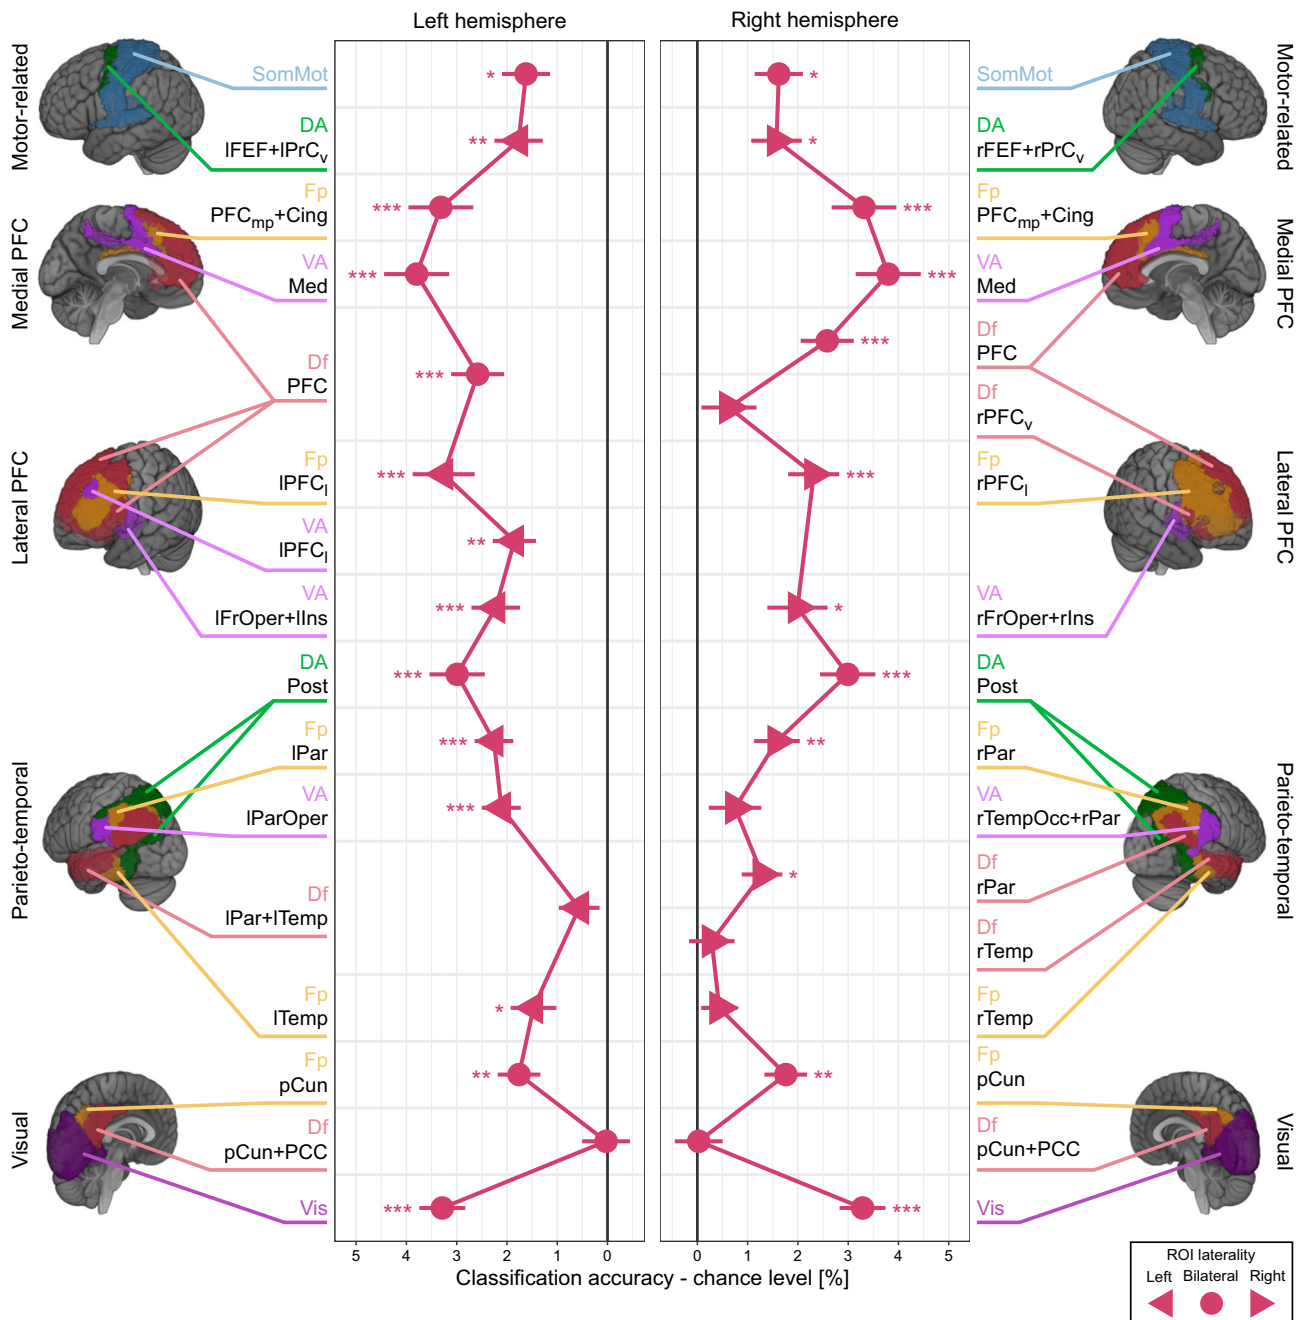 Left hemisphere
Right hemisphere
Motor-related
Medial PFC
Lateral PFC
Parieto-temporal
Visual
SomMot
DA
lFEF+lPrCv
Fp
PFCmp+Cing
VA
Med
Df
PFC
Fp
lPFCl
VA
lPFCl
VA
lFrOper+lIns
DA
Post
Fp
lPar
VA
lParOper
Df
lPar+lTemp
Fp
lTemp
Fp
pCun
Df
pCun+PCC
Vis
*
**
***
***
***
***
**
***
***
***
***
*
**
***
5 4 3 2 1 0
*
*
***
***
***
***
*
***
**
*
**
***
0 1 2 3 4 5
Classification accuracy - chance level [%]
SomMot
DA
rFEF+rPrCv
Fp
PFCmp+Cing
VA
Med
Df
PFC
Df
rPFCv
Fp
rPFCl
VA
rFrOper+rIns
DA
Post
Fp
rPar
VA
rTempOcc+rPar
Df
rPar
Df
rTemp
Fp
rTemp
Fp
pCun
Df
pCun+PCC
Vis
Motor-related
Medial PFC
Lateral PFC
Parieto-temporal
Visual
ROI laterality
Left Bilateral Right